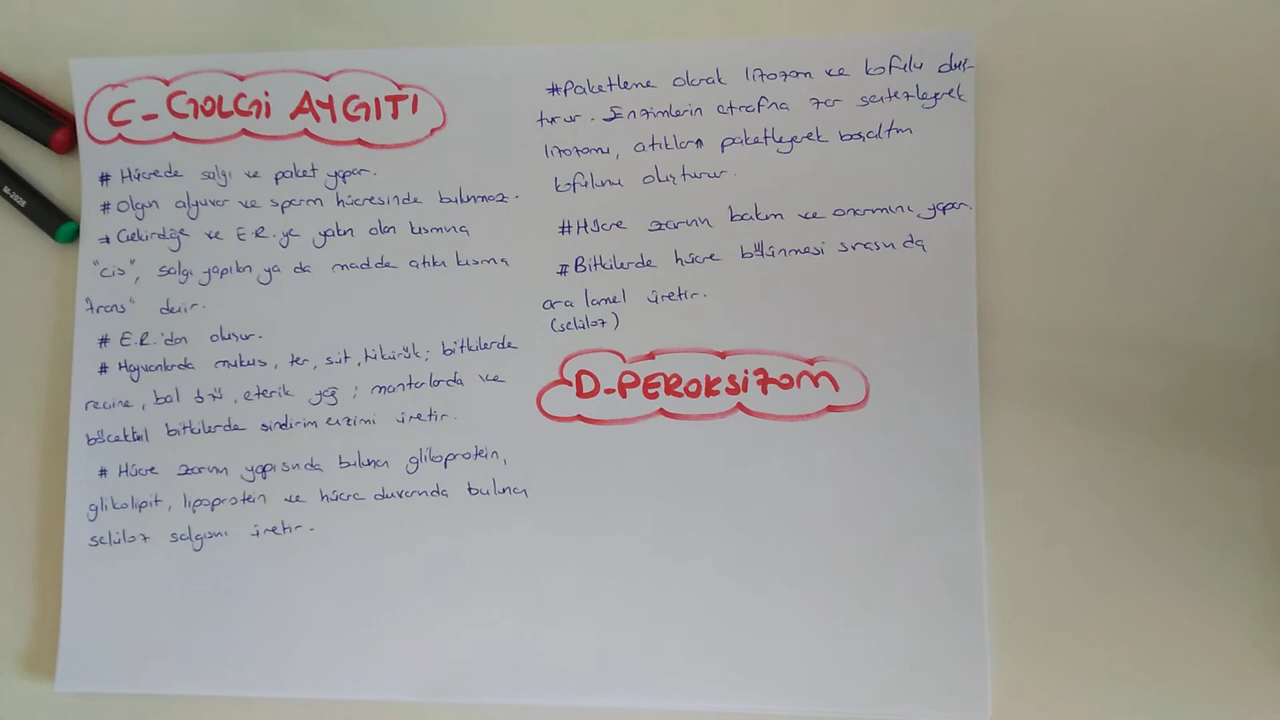 C-GOLGİ AYGITI
# Hücrede salgı ve paket yapar.
# Olgun alyuvar ve sperm hücresinde bulunmaz.
→ Çekirdeğe ve E.R.ye yakın olan kısmına
"cis", salgı yapılan ya da madde atılan kısma
"trans" denir.
# E.R.'dan oluşur.
# Hayvanlarda mukus, ter, süt, tükürük; bitkilerde
reçine, bal özü, eterik yağ; mantarlarda ve
böcekçil bitkilerde sindirim enzimi üretir.
# Hücre zarının yapısında bulunan glikoprotein,
glikolipit, lipoprotein ve hücre duvarında bulunan
selüloz salgısını üretir.
#Paketleme olarak lizozom ve kofulu oluş-
turur. Enzimlerin etrafına zar sentezleyerek
lizozomu, atıkların paketleyerek boşaltım
kofulunu oluşturur.
#Hücre zarının bakım ve onarımını yapar.
#Bitkilerde hücre bölünmesi sırasında
ara lamel üretir.
(selüloz)
D-PEROKSİZOM
M-2028